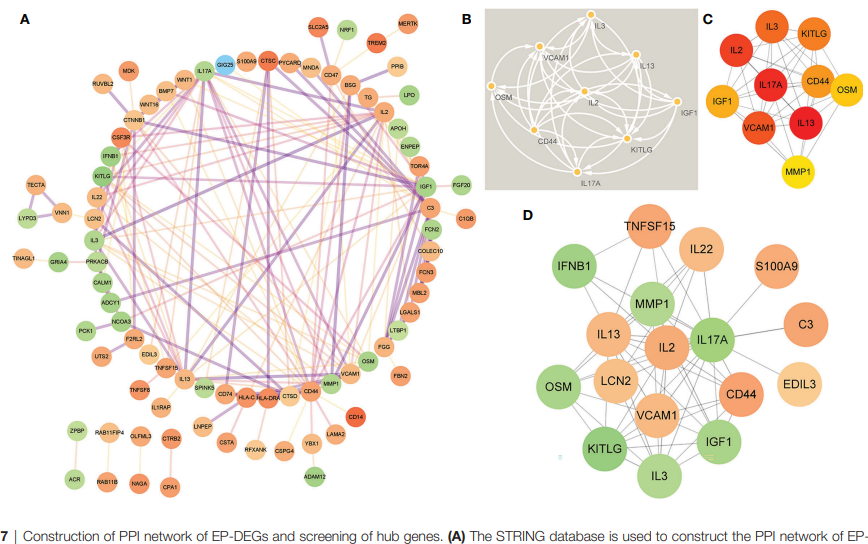 A
B
C
D
SLC2A5
NRF1
MERTK
TREM2
IL17A
GIG25
S100A9
CTSC
PYCARD
MNDA
CD47
PPIB
BSG
MDK
RUVBL2
WNT1
BMP7
WNT16
CTNNB1
TG
LPO
IL2
APOH
ENPEP
CSF3R
IFNB1
TOR4A
KITLG
IGF1
FGF20
TECTA
IL22
LYPD3
VNN1
LCN2
C3
C1QB
IL3
FCN2
COLEC10
TINAGL1
GRIA4
PRKACB
FCN3
CALM1
MBL2
ADCY1
LGALS1
PCK1
NCOA3
LTBP1
F2RL2
FGG
UTS2
EDIL3
OSM
TNFSF15
VCAM1
FBN2
IL13
MMP1
TNFSF8
SPINK5
CD74
HLA-C
HLA-DRA
CTSD
CD44
IL1RAP
CD14
LNPEP
LAMA2
ZPBP
RAB11FIP4
OLFML3
CTRB2
CSTA
RFXANK
CSPG4
YBX1
ACR
RAB11B
NAGA
CPA1
ADAM12
IL3
VCAM1
IL13
OSM
IL2
IGF1
CD44
KITLG
IL17A
IL3
KITLG
IL2
IL17A
CD44
OSM
IGF1
VCAM1
IL13
MMP1
TNFSF15
IL22
IFNB1
S100A9
MMP1
IL13
IL2
IL17A
C3
OSM
LCN2
CD44
EDIL3
VCAM1
KITLG
IGF1
IL3
7 | Construction of PPI network of EP-DEGs and screening of hub genes. (A) The STRING database is used to construct the PPI network of EP-